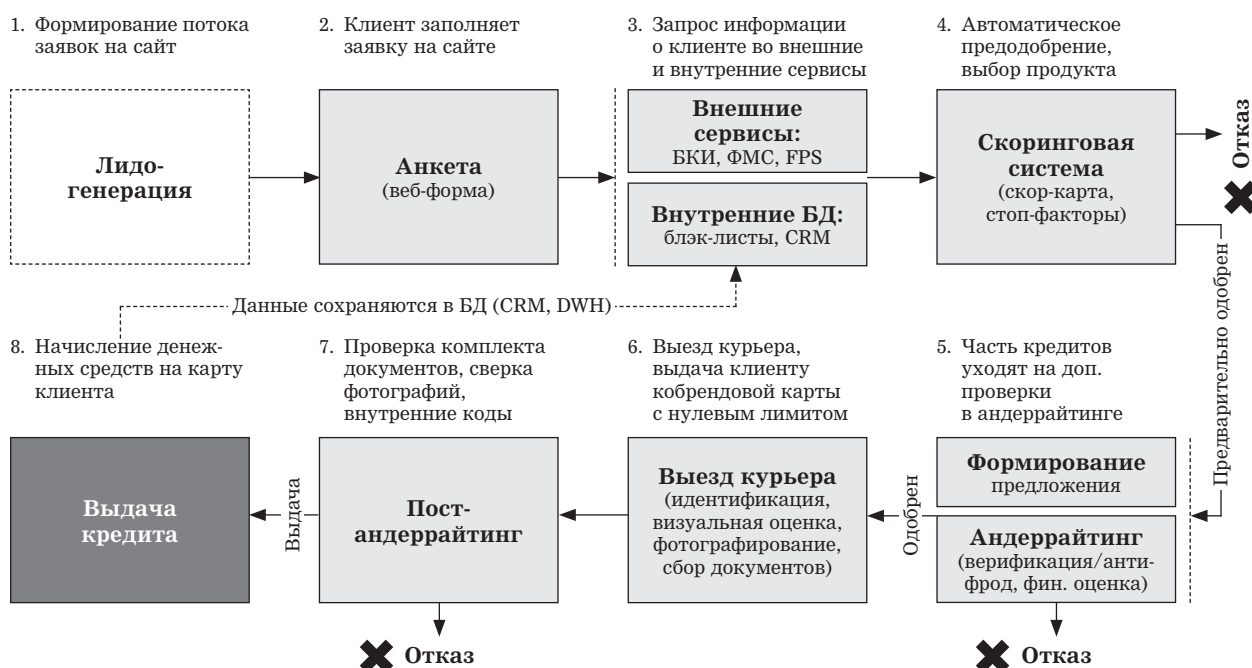 1. Формирование потока
заявок на сайт
2. Клиент заполняет
заявку на сайте
3. Запрос информации
о клиенте во внешние
и внутренние сервисы
4. Автоматическое
предодобрение,
выбор продукта
Лидо-
генерация
Анкета
(веб-форма)
Внешние
сервисы:
БКИ, ФМС, FPS
Внутренние БД:
блэк-листы, CRM
Скоринговая
система
(скор-карта,
стоп-факторы)
Отказ
Предварительно одобрен
Данные сохраняются в БД (CRM, DWH)
8. Начисление денеж-
ных средств на карту
клиента
7. Проверка комплекта
документов, сверка
фотографий,
внутренние коды
6. Выезд курьера,
выдача клиенту
кобрендовой карты
с нулевым лимитом
5. Часть кредитов
уходят на доп.
проверки
в андеррайтинге
Выдача
кредита
Выдача
Пост-
андеррайтинг
Выезд курьера
(идентификация,
визуальная оценка,
фотографирование,
сбор документов)
Одобрен
Формирование
предложения
Андеррайтинг
(верификация/анти-
фрод, фин. оценка)
Отказ
Отказ